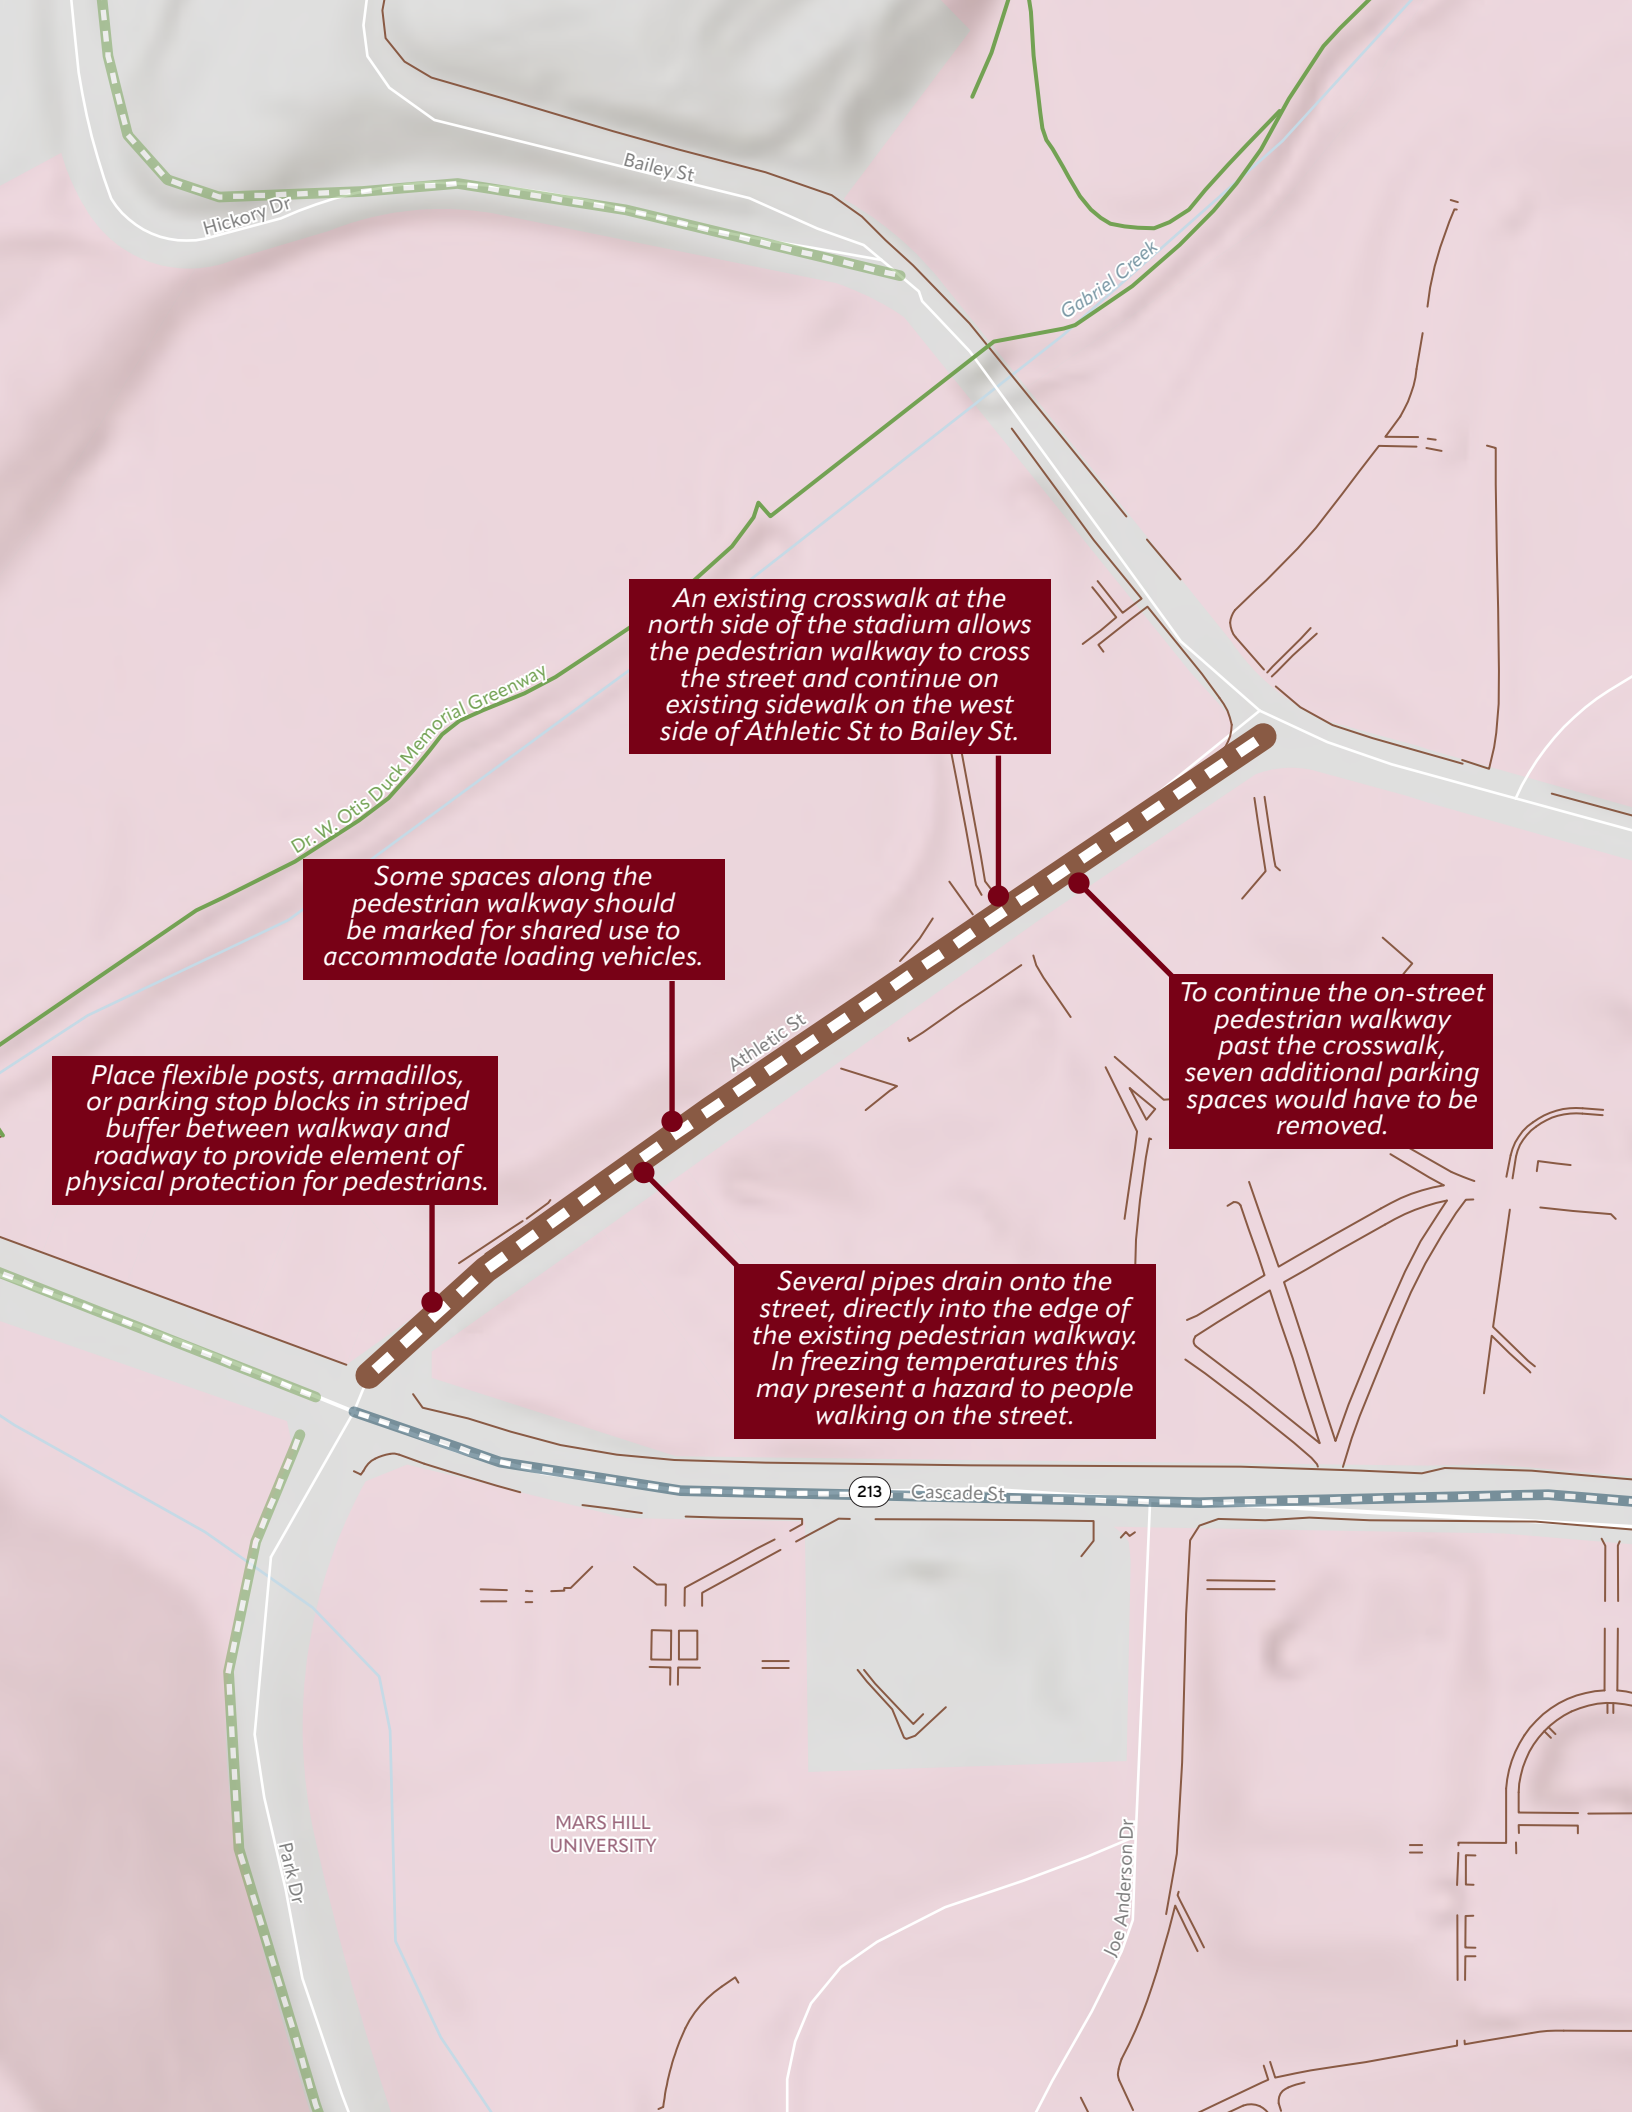 Bailey St
Hickory Dr
Gabriel Creek
An existing crosswalk at the
north side of the stadium allows
the pedestrian walkway to cross
the street and continue on
existing sidewalk on the west
side of Athletic St to Bailey St.
Dr. W. Otis Duck Memorial Greenway
Some spaces along the
pedestrian walkway should
be marked for shared use to
accommodate loading vehicles.
To continue the on-street
pedestrian walkway
past the crosswalk,
seven additional parking
spaces would have to be
removed.
Athletic St
Place flexible posts, armadillos,
or parking stop blocks in striped
buffer between walkway and
roadway to provide element of
physical protection for pedestrians.
Several pipes drain onto the
street, directly into the edge of
the existing pedestrian walkway.
In freezing temperatures this
may present a hazard to people
walking on the street.
213
Cascade St
MARS HILL
UNIVERSITY
Park Dr
Joe Anderson Dr